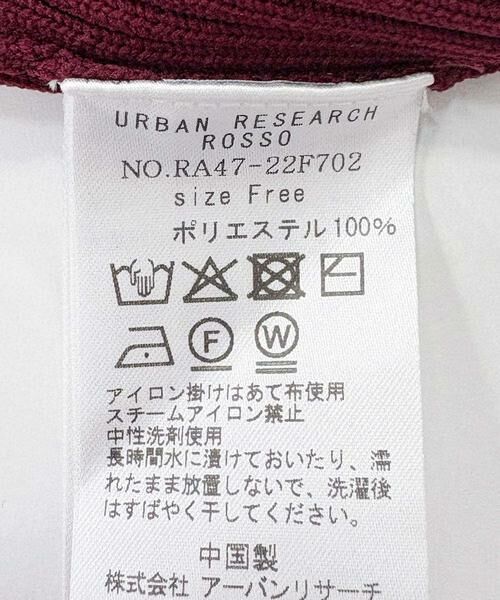 URBAN RESEARCH
ROSSO
NO.RA47-22F702
size Free
ポリエステル100%
F W
アイロン掛けはあて布使用
スチームアイロン禁止
中性洗剤使用
長時間水に漬けておいたり、濡
れたまま放置しないで、洗濯後
はすばやく干してください。
中国製
株式会社 アーバンリサーチ